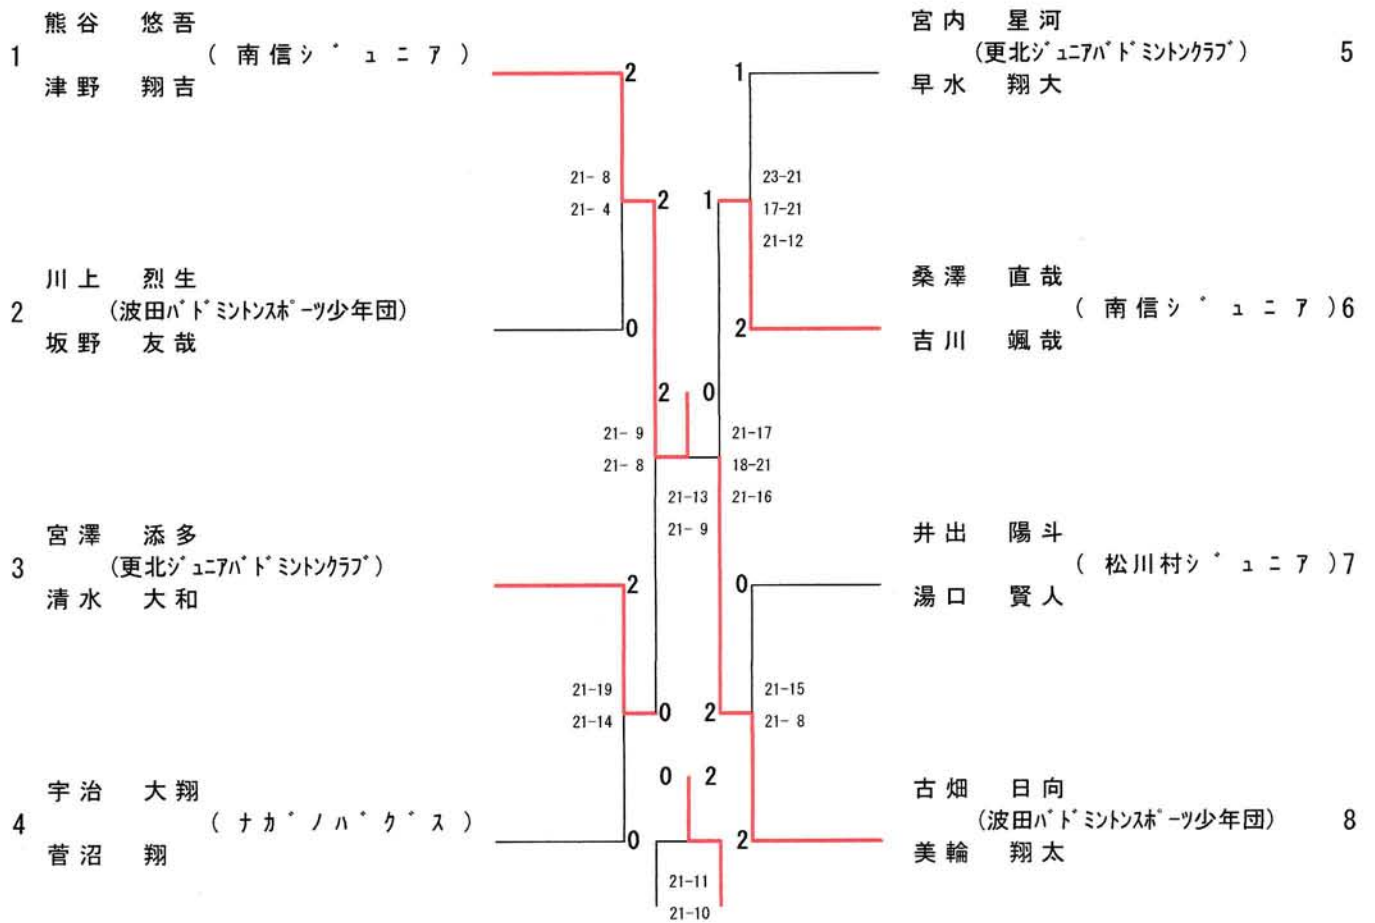 熊谷 悠吾
1 (南信ジュニア)
津野 翔吉
2
21- 8
21- 4
2
川上 烈生
2 (波田バドミントンスポーツ少年団)
坂野 友哉
0
2
21- 9
21- 8
宮澤 添多
3 (更北ジュニアバドミントンクラブ)
清水 大和
2
21-19
21-14
0
宇治 大翔
4 (ナガノバグズ)
菅沼 翔
0
21-13
21- 9
0 2
21-11
21-10
宮内 星河
(更北ジュニアバドミントンクラブ) 5
早水 翔大
1
1
23-21
17-21
21-12
桑澤 直哉
(南信ジュニア) 6
吉川 颯哉
2
0
21-17
18-21
21-16
井出 陽斗
(松川村ジュニア) 7
湯口 賢人
0
21-15
21- 8
2
古畑 日向
(波田バドミントンスポーツ少年団) 8
美輪 翔太
2